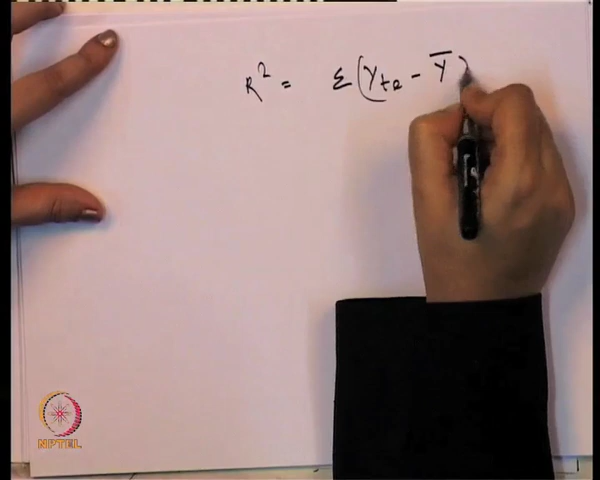 R² = Σ(Yte - Y̅)
NPTEL